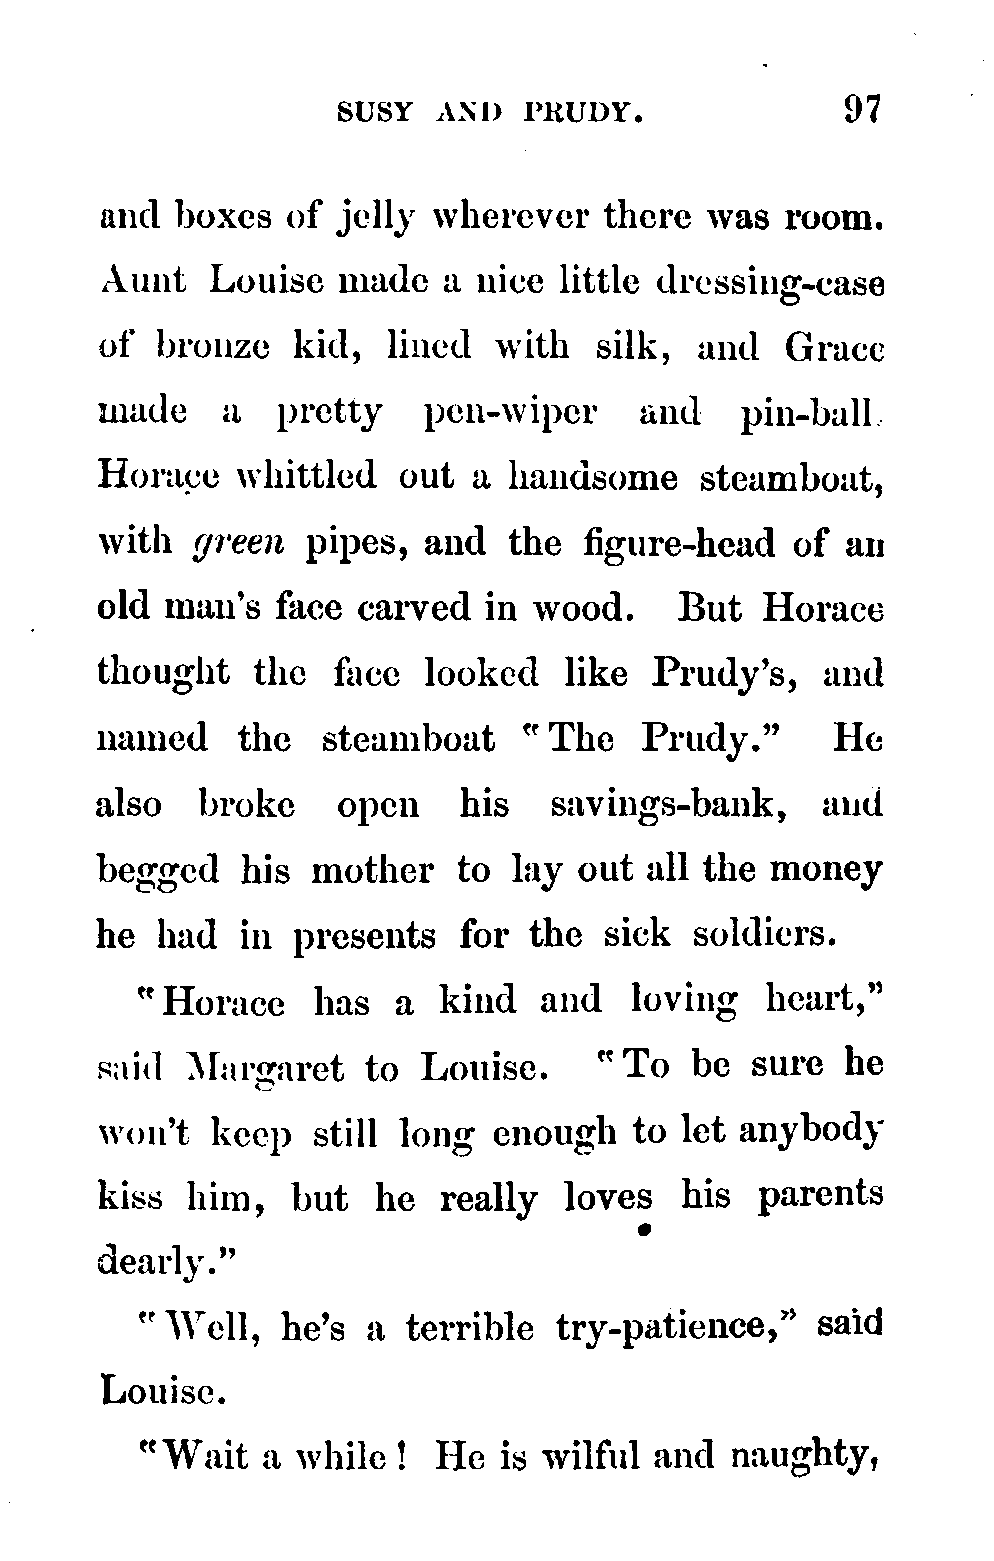 SUSY AND PRUDY. 97
and boxes of jelly wherever there was room.
Aunt Louise made a nice little dressing-case
of bronze kid, lined with silk, and Grace
made a pretty pen-wiper and pin-ball.
Horace whittled out a handsome steamboat,
with green pipes, and the figure-head of an
old man's face carved in wood. But Horace
thought the face looked like Prudy's, and
named the steamboat "The Prudy." He
also broke open his savings-bank, and
begged his mother to lay out all the money
he had in presents for the sick soldiers.
"Horace has a kind and loving heart,"
said Margaret to Louise. "To be sure he
won't keep still long enough to let anybody
kiss him, but he really loves his parents
dearly."
"Well, he's a terrible try-patience," said
Louise.
"Wait a while! He is wilful and naughty,